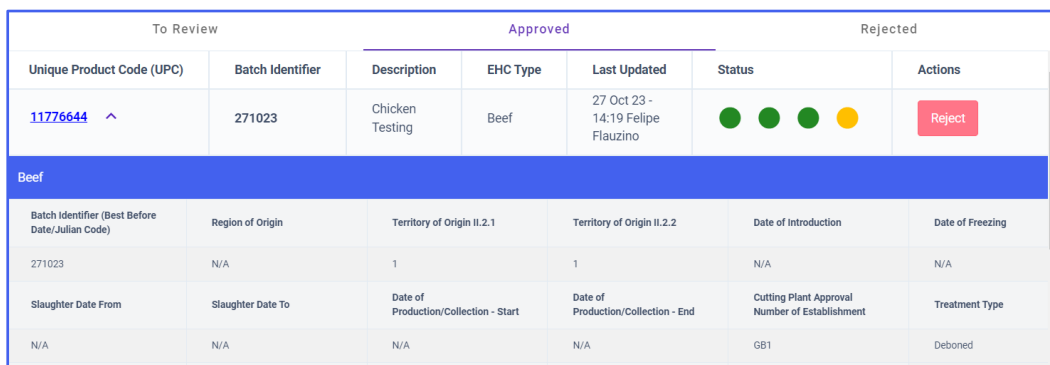 To Review Approved Rejected
Unique Product Code (UPC) Batch Identifier Description EHC Type Last Updated Status Actions
11776644 271023 Chicken Testing Beef 27 Oct 23 - 14:19 Felipe Flauzino Reject
Beef
Batch Identifier (Best Before Date/Julian Code) Region of Origin Territory of Origin II.2.1 Territory of Origin II.2.2 Date of Introduction Date of Freezing
271023 N/A 1 1 N/A N/A
Slaughter Date From Slaughter Date To Date of Production/Collection - Start Date of Production/Collection - End Cutting Plant Approval Number of Establishment Treatment Type
N/A N/A N/A N/A GB1 Deboned